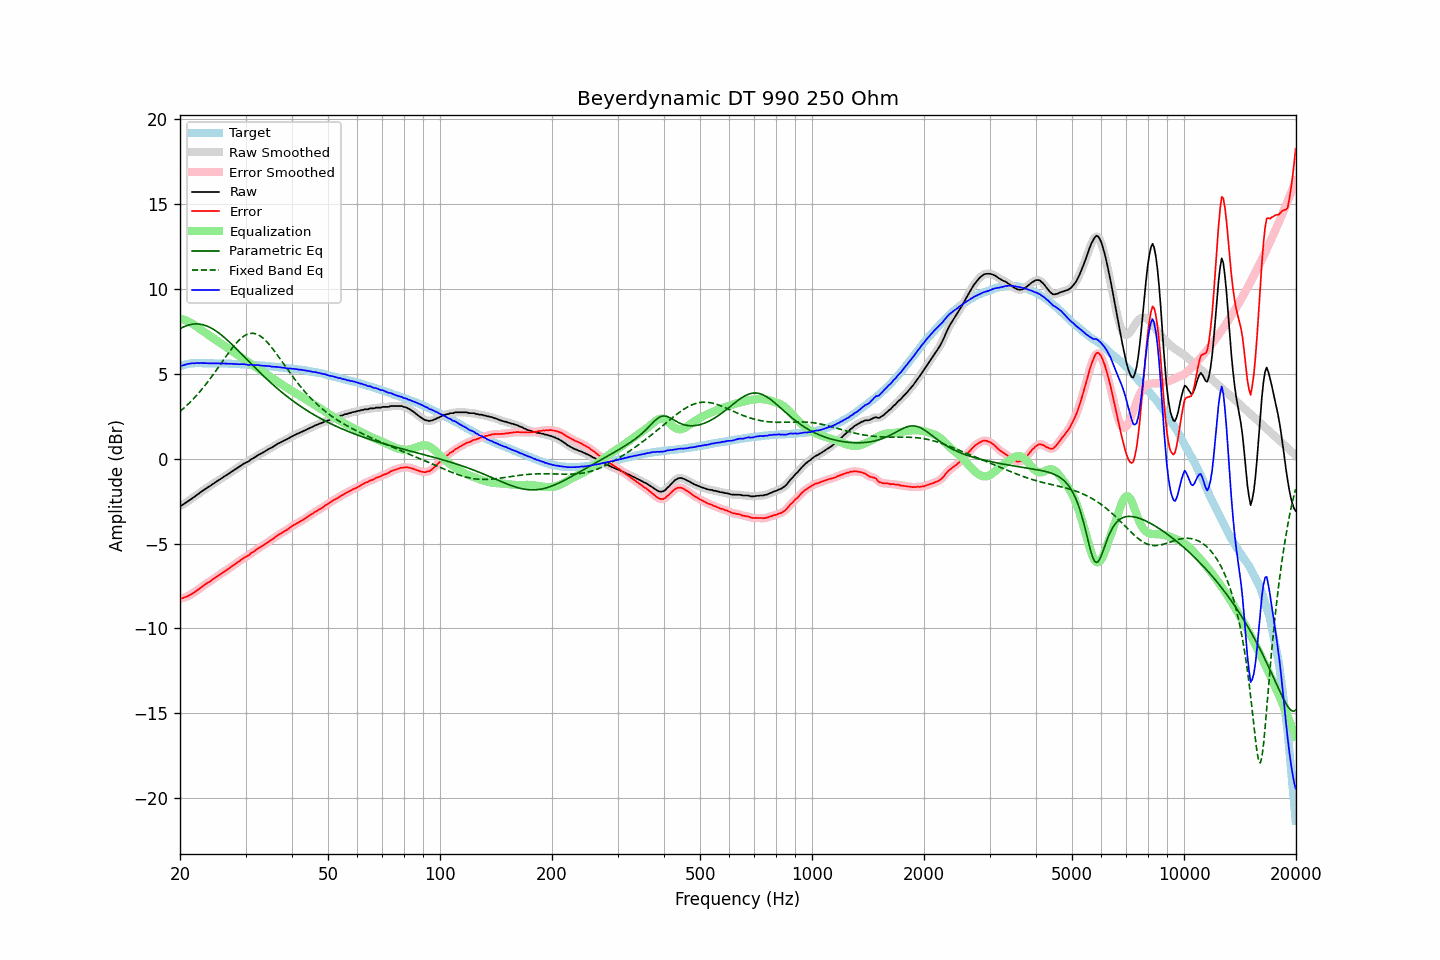 Beyerdynamic DT 990 250 Ohm
Target
Raw Smoothed
Error Smoothed
Raw
Error
Equalization
Parametric Eq
Fixed Band Eq
Equalized
20
15
10
5
0
−5
−10
−15
−20
Amplitude (dBr)
20 50 100 200 500 1000 2000 5000 10000 20000
Frequency (Hz)